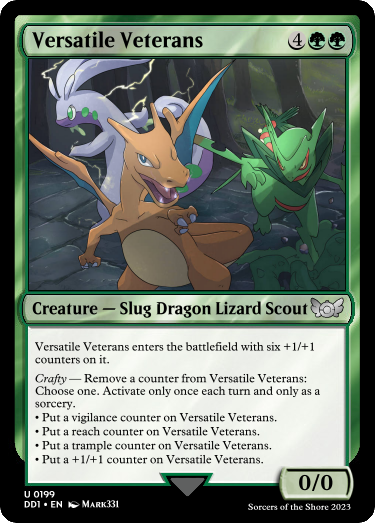 Versatile Veterans 4
Creature — Slug Dragon Lizard Scout
Versatile Veterans enters the battlefield with six +1/+1
counters on it.
Crafty — Remove a counter from Versatile Veterans:
Choose one. Activate only once each turn and only as a
sorcery.
• Put a vigilance counter on Versatile Veterans.
• Put a reach counter on Versatile Veterans.
• Put a trample counter on Versatile Veterans.
• Put a +1/+1 counter on Versatile Veterans.
0/0
U 0199
DD1 • EN Mark331
Sorcers of the Shore 2023